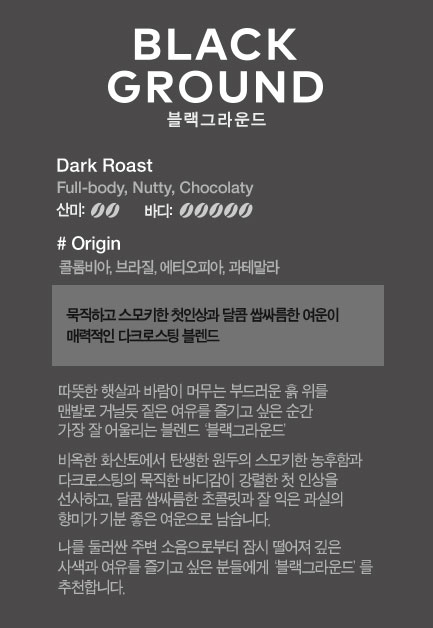 BLACK
GROUND
블랙그라운드
Dark Roast
Full-body, Nutty, Chocolaty
산미: 바디:
# Origin
콜롬비아, 브라질, 에티오피아, 과테말라
묵직하고 스모키한 첫인상과 달콤 쌉싸름한 여운이
매력적인 다크로스팅 블렌드
따뜻한 햇살과 바람이 머무는 부드러운 흙 위를
맨발로 거닐듯 짙은 여유를 즐기고 싶은 순간
가장 잘 어울리는 블렌드 '블랙그라운드'
비옥한 화산토에서 탄생한 원두의 스모키한 농후함과
다크로스팅의 묵직한 바디감이 강렬한 첫 인상을
선사하고, 달콤 쌉싸름한 초콜릿과 잘 익은 과실의
향미가 기분 좋은 여운으로 남습니다.
나를 둘러싼 주변 소음으로부터 잠시 떨어져 깊은
사색과 여유를 즐기고 싶은 분들에게 '블랙그라운드' 를
추천합니다.